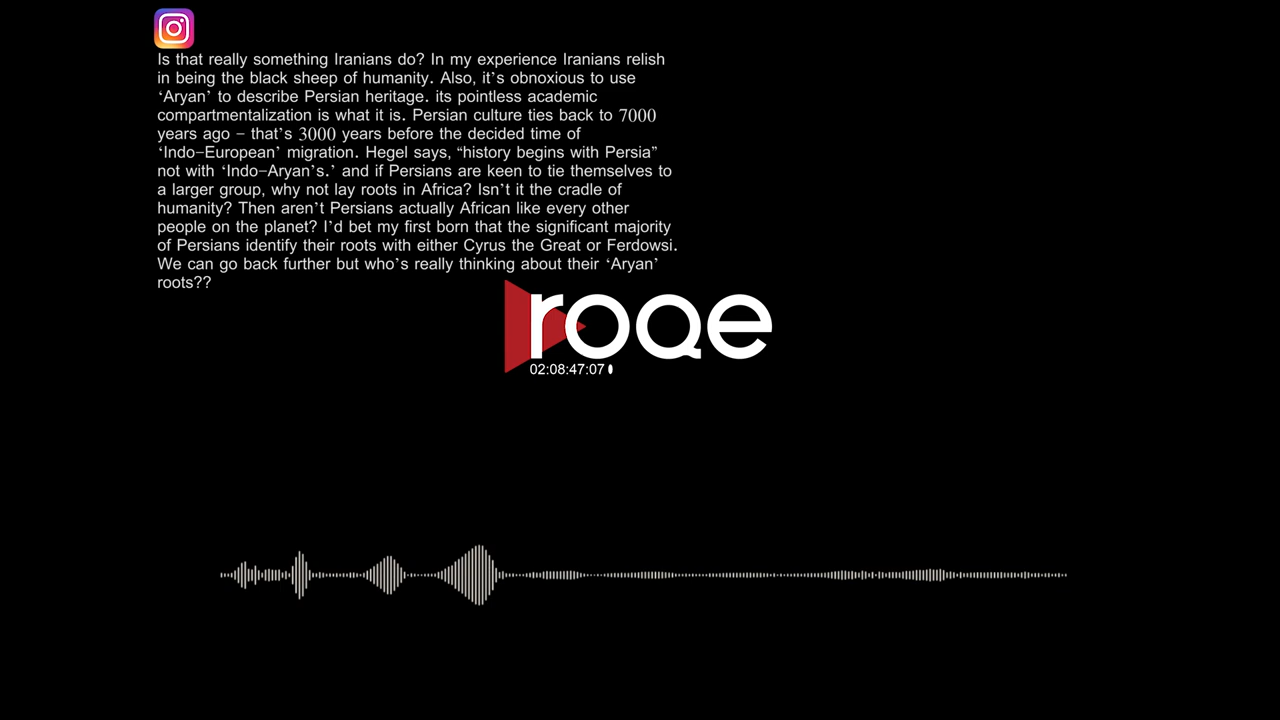 Is that really something Iranians do? In my experience Iranians relish
in being the black sheep of humanity. Also, it's obnoxious to use
‘Aryan’ to describe Persian heritage. its pointless academic
compartmentalization is what it is. Persian culture ties back to 7000
years ago – that's 3000 years before the decided time of
‘Indo–European’ migration. Hegel says, “history begins with Persia”
not with ‘Indo–Aryan's.’ and if Persians are keen to tie themselves to
a larger group, why not lay roots in Africa? Isn't it the cradle of
humanity? Then aren't Persians actually African like every other
people on the planet? I'd bet my first born that the significant majority
of Persians identify their roots with either Cyrus the Great or Ferdowsi.
We can go back further but who's really thinking about their ‘Aryan’
roots??
roqe
02:08:47:07